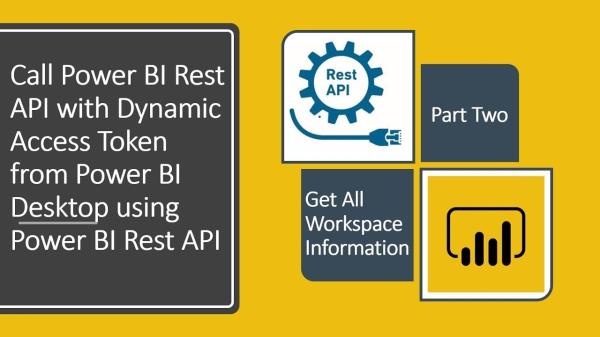 Call Power BI Rest
API with Dynamic
Access Token
from Power BI
Desktop using
Power BI Rest API
Rest
API
Part Two
Get All
Workspace
Information